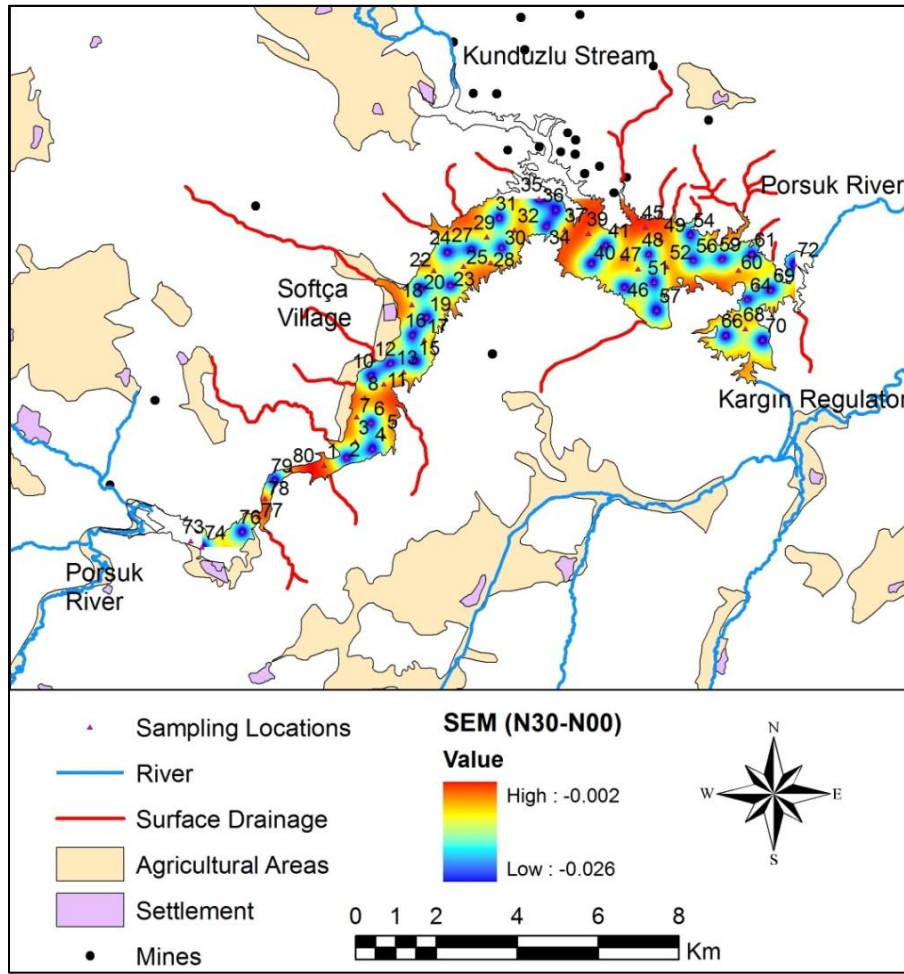 Kunduzlu Stream
35 36
31 32 37 39 45 49 54 Porsuk River
29 30 34 41 48 52 56 59 61 72
24 27 25 28 40 47 51 60 69
22 20 23 46 57 64
Softça
Village
18 19
16 17 66 68 70
12 13 15
10 8 11 Kargın Regulator
7 6 5
3 4
80 1 2
79
78
77
76
73 74
Porsuk
River
Sampling Locations
River
Surface Drainage
Agricultural Areas
Settlement
Mines
SEM (N30-N00)
Value
High : -0.002
Low : -0.026
N
W E
S
0 1 2 4 6 8
Km